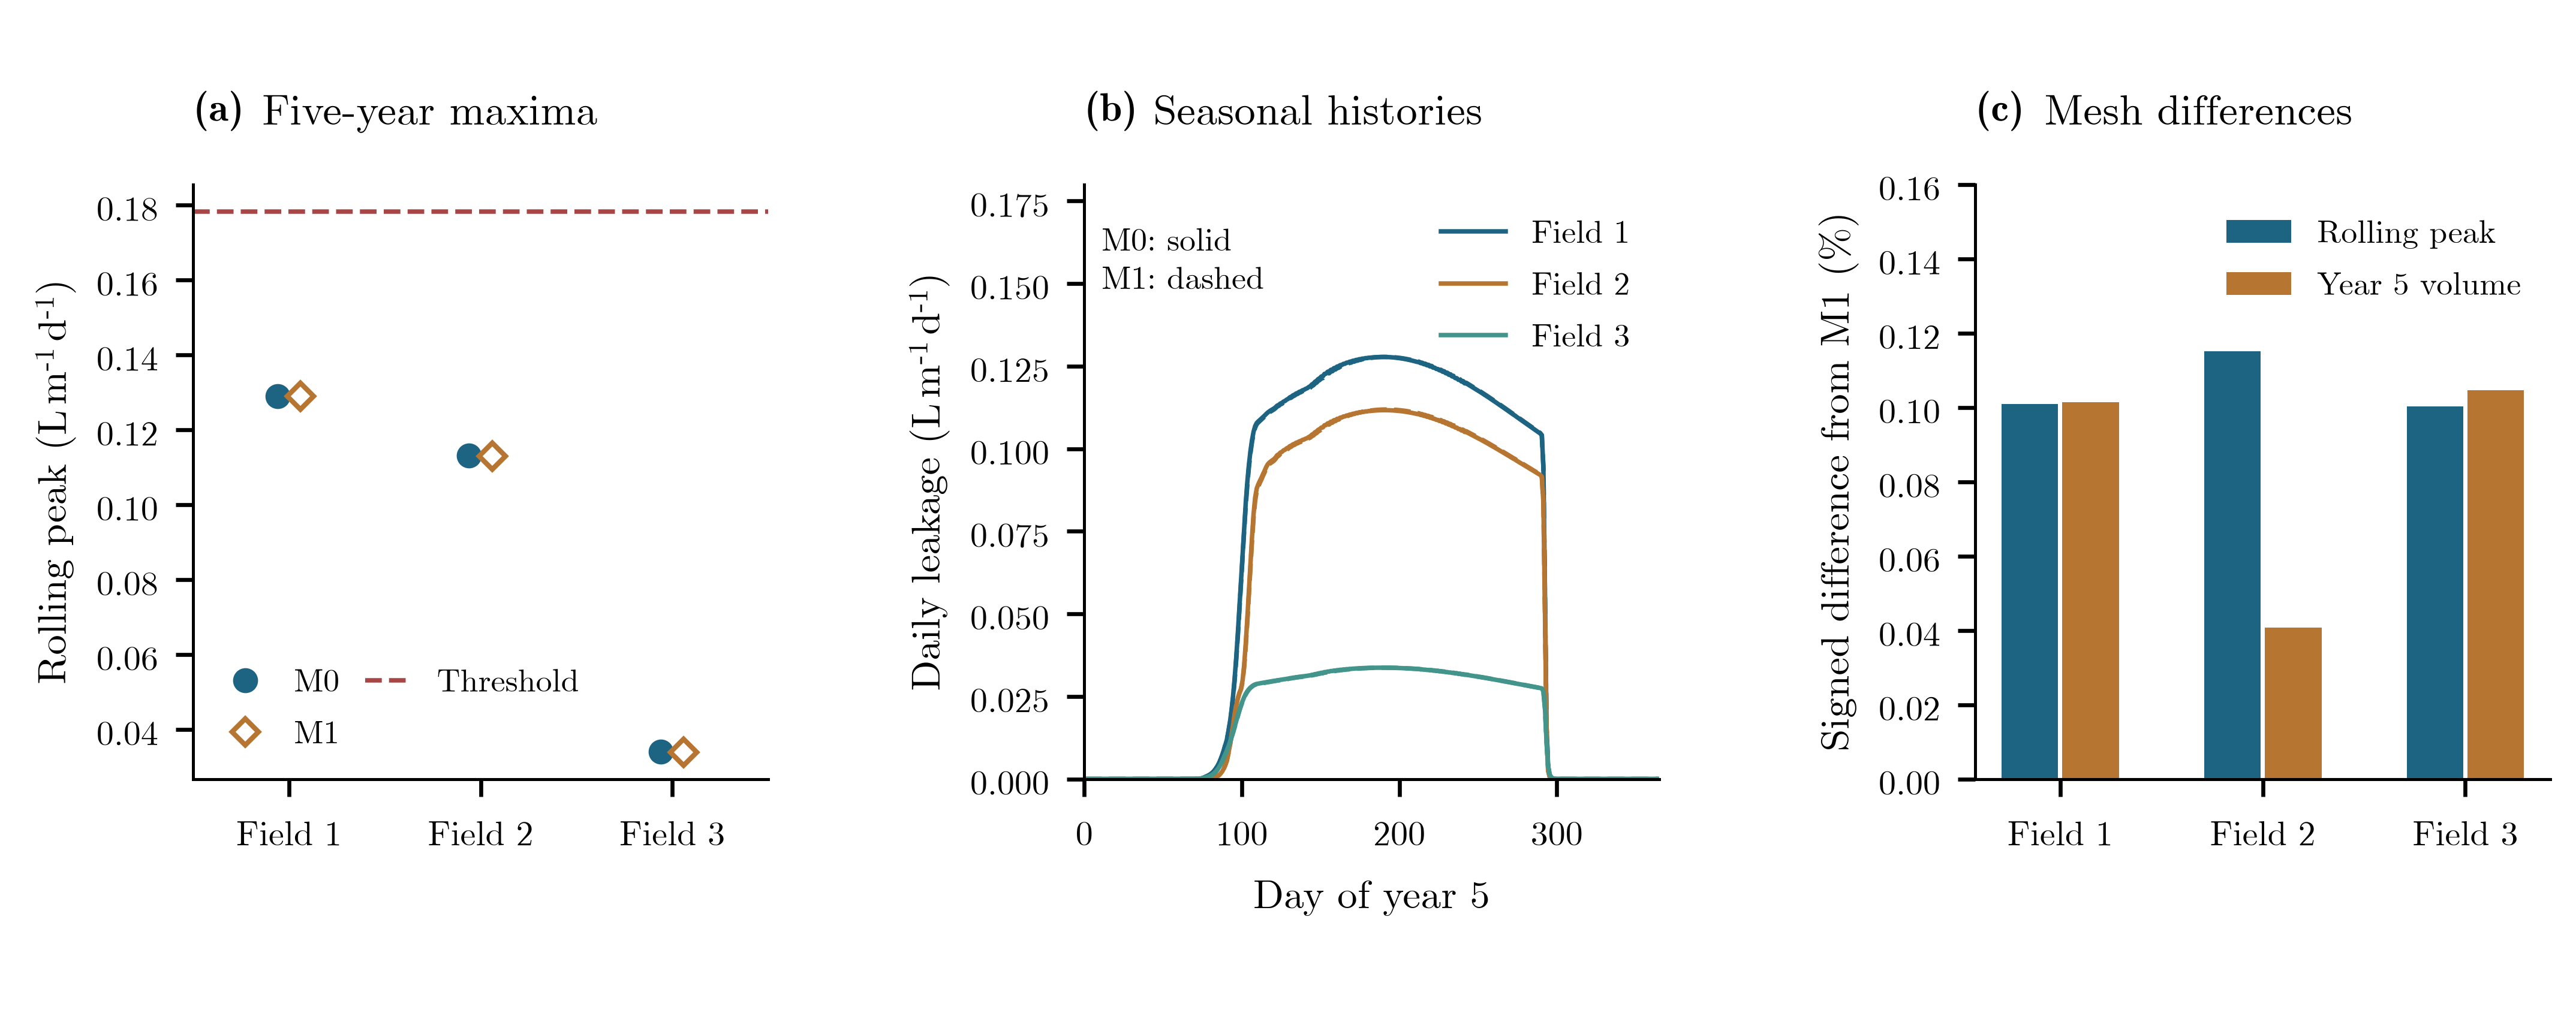 (a) Five-year maxima
Rolling peak (L m⁻¹ d⁻¹)
0.18
0.16
0.14
0.12
0.10
0.08
0.06
0.04
M0
Threshold
M1
Field 1
Field 2
Field 3
(b) Seasonal histories
Daily leakage (L m⁻¹ d⁻¹)
0.175
0.150
0.125
0.100
0.075
0.050
0.025
0.000
M0: solid
M1: dashed
Field 1
Field 2
Field 3
0
100
200
300
Day of year 5
(c) Mesh differences
Signed difference from M1 (%)
0.16
0.14
0.12
0.10
0.08
0.06
0.04
0.02
0.00
Rolling peak
Year 5 volume
Field 1
Field 2
Field 3